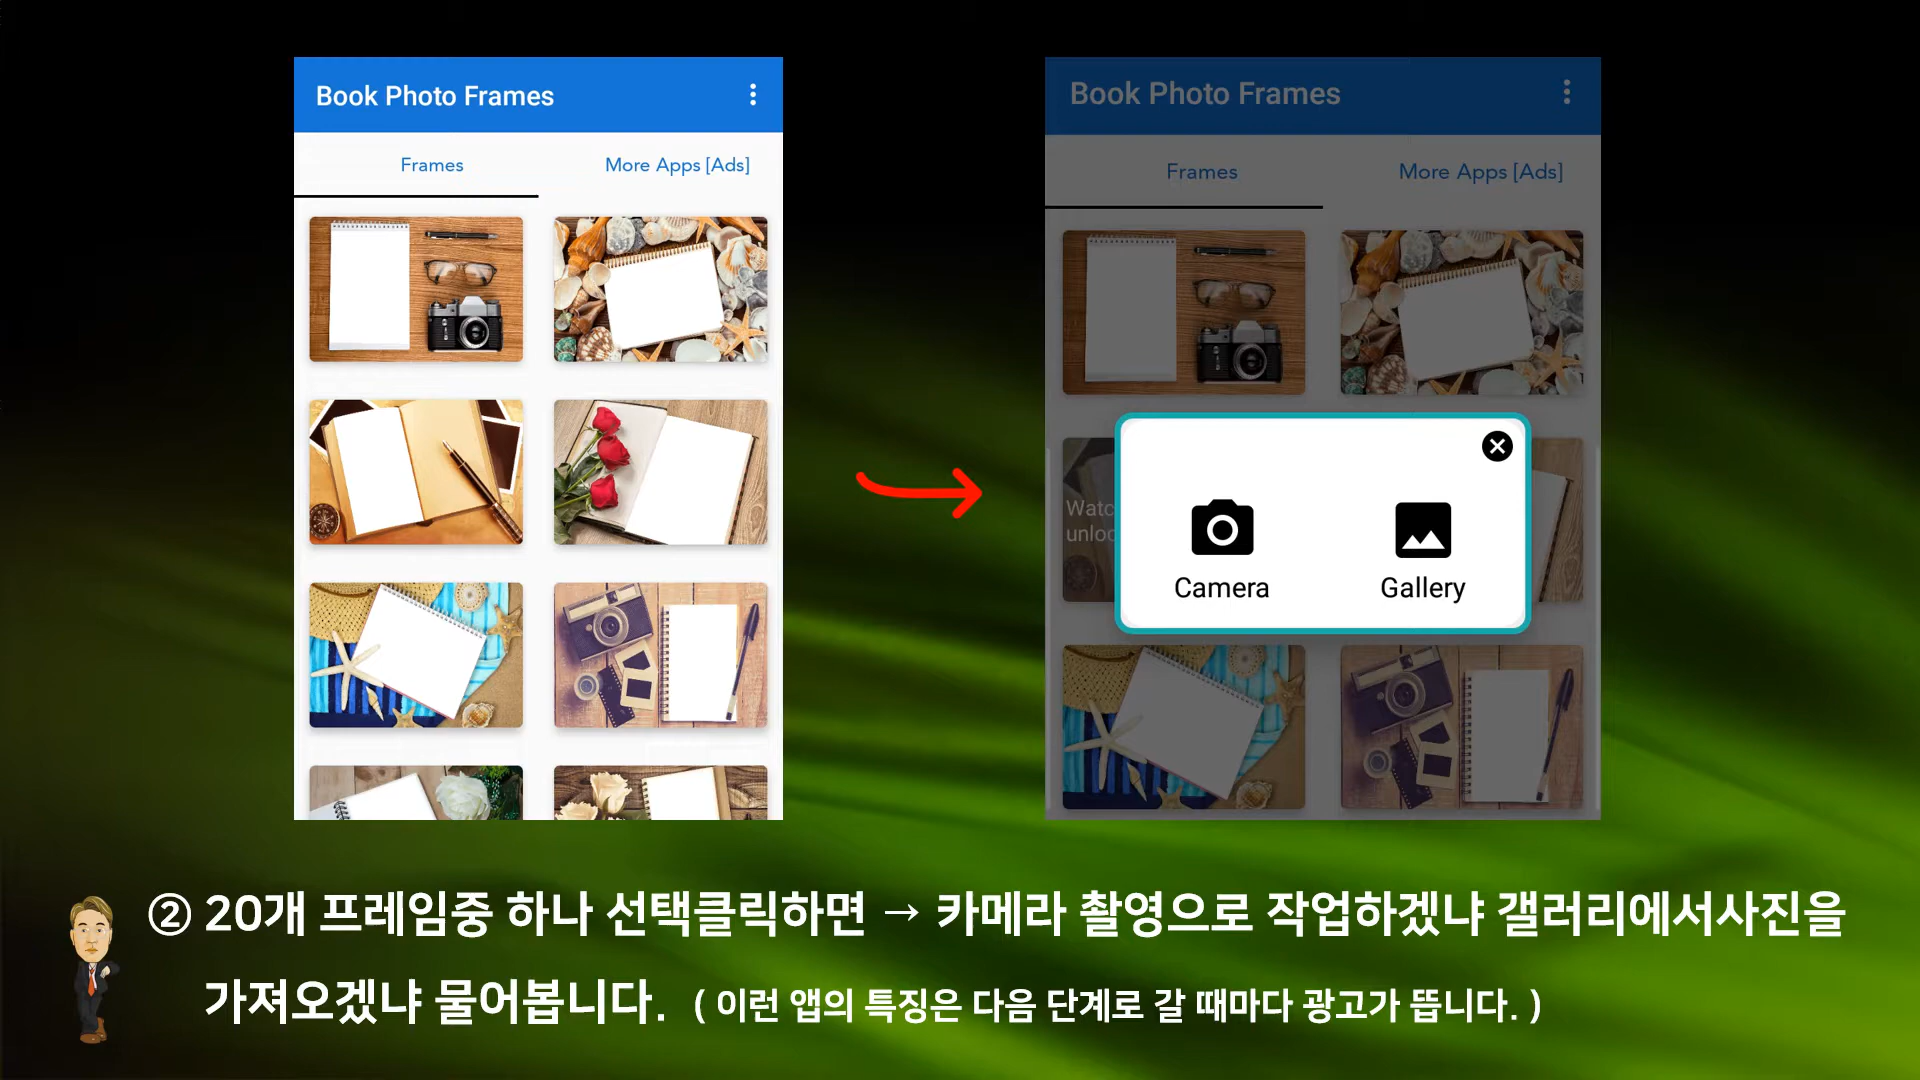 Book Photo Frames
Frames
More Apps [Ads]
Book Photo Frames
Frames
More Apps [Ads]
Camera
Gallery
② 20개 프레임중 하나 선택클릭하면 → 카메라 촬영으로 작업하겠냐 갤러리에서사진을
가져오겠냐 물어봅니다. ( 이런 앱의 특징은 다음 단계로 갈 때마다 광고가 뜹니다. )